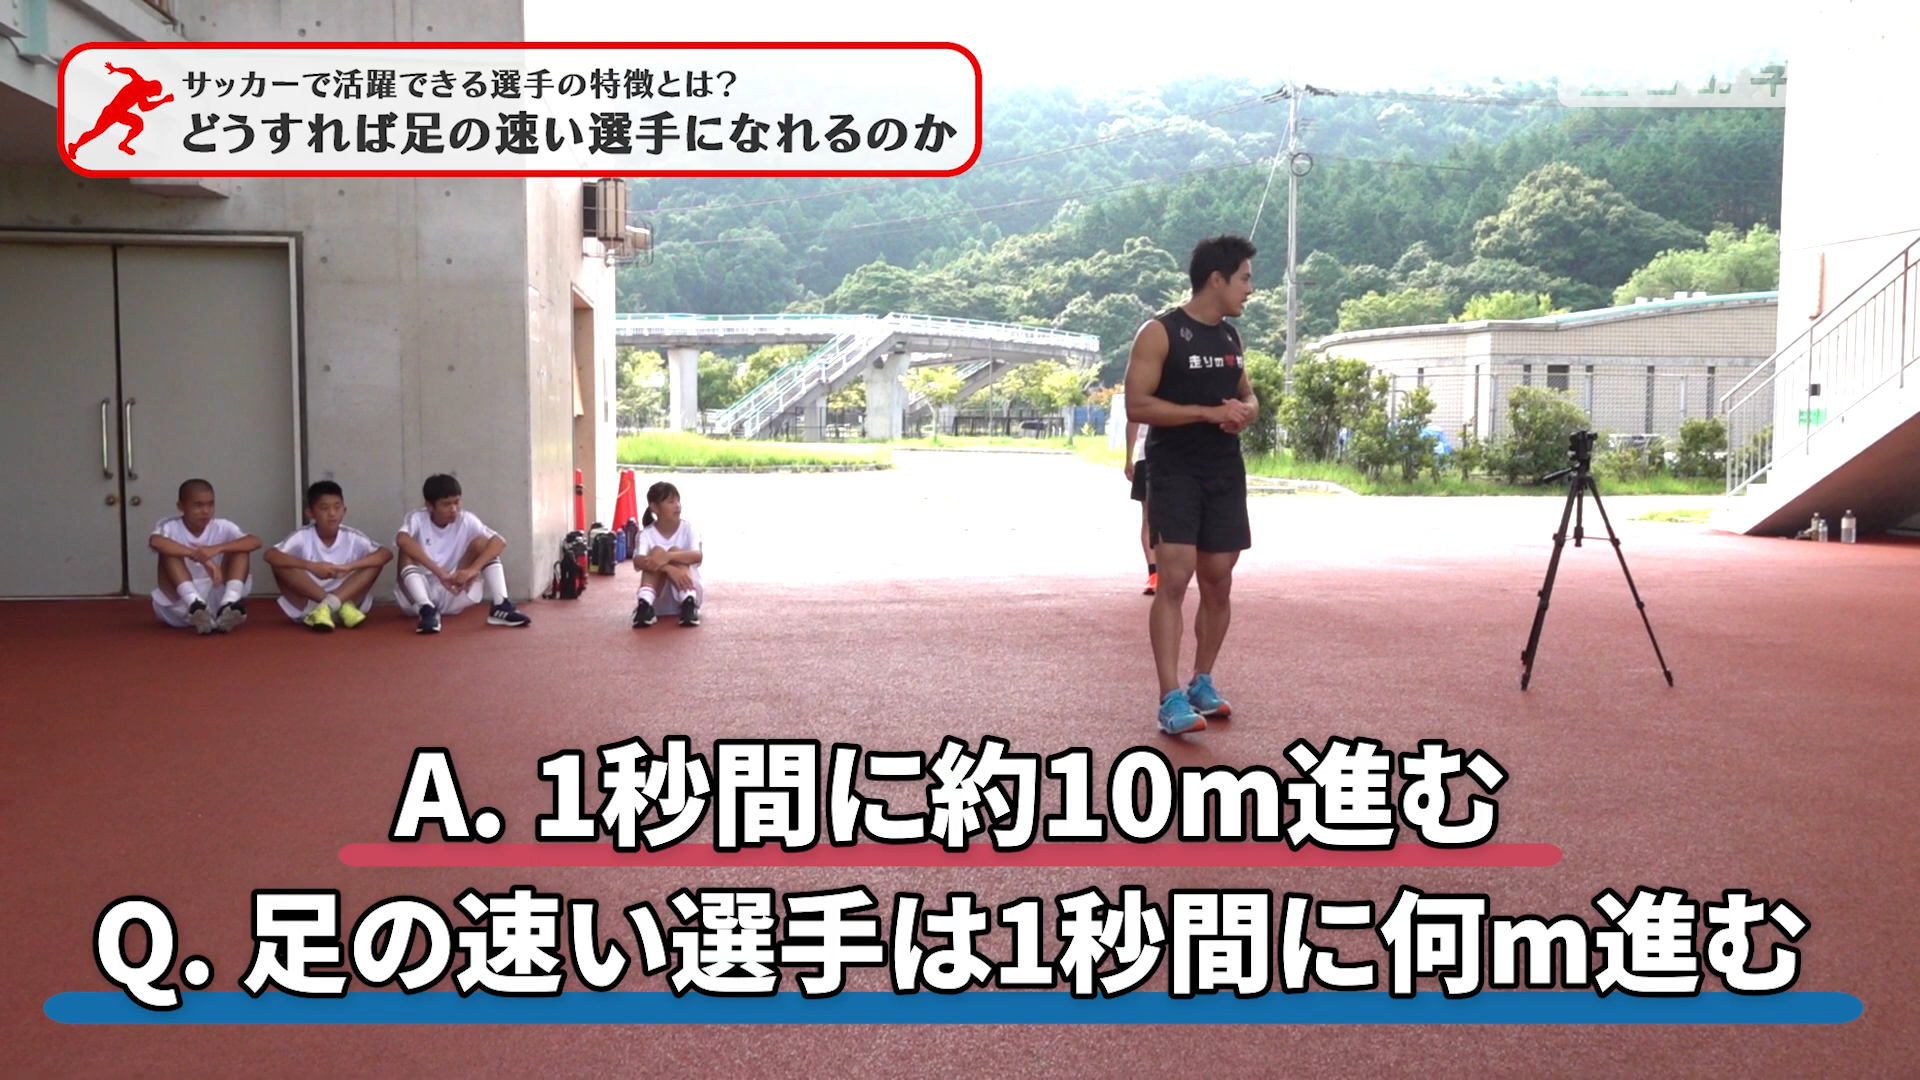 サッカーで活躍できる選手の特徴とは？
どうすれば足の速い選手になれるのか
走りの
A. 1秒間に約10m進む
Q. 足の速い選手は1秒間に何m進む